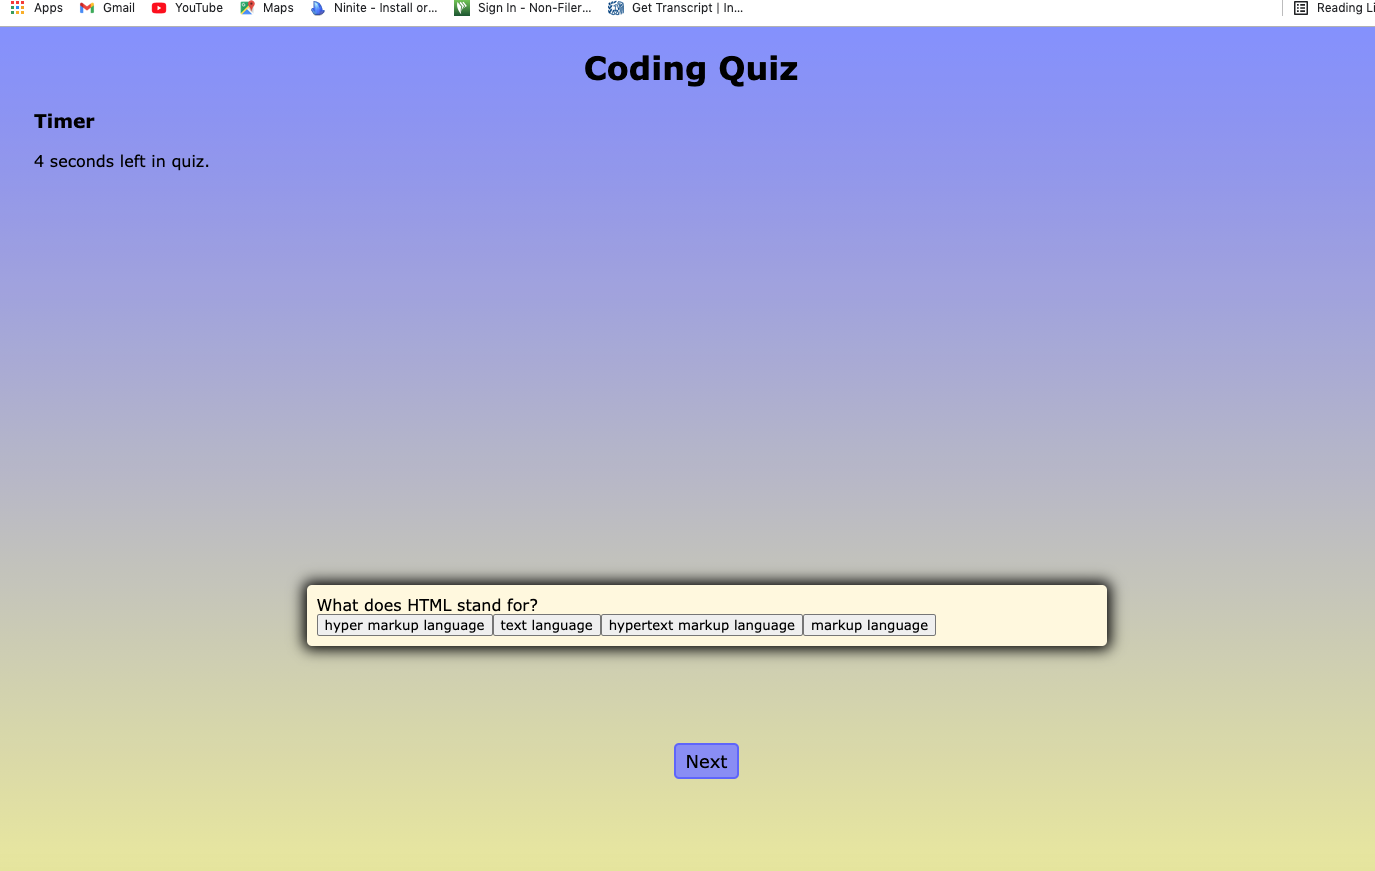 Apps Gmail YouTube Maps Ninite - Install or... Sign In - Non-Filer... Get Transcript | In... Reading Li
Coding Quiz
Timer
4 seconds left in quiz.
What does HTML stand for?
hyper markup language text language hypertext markup language markup language
Next